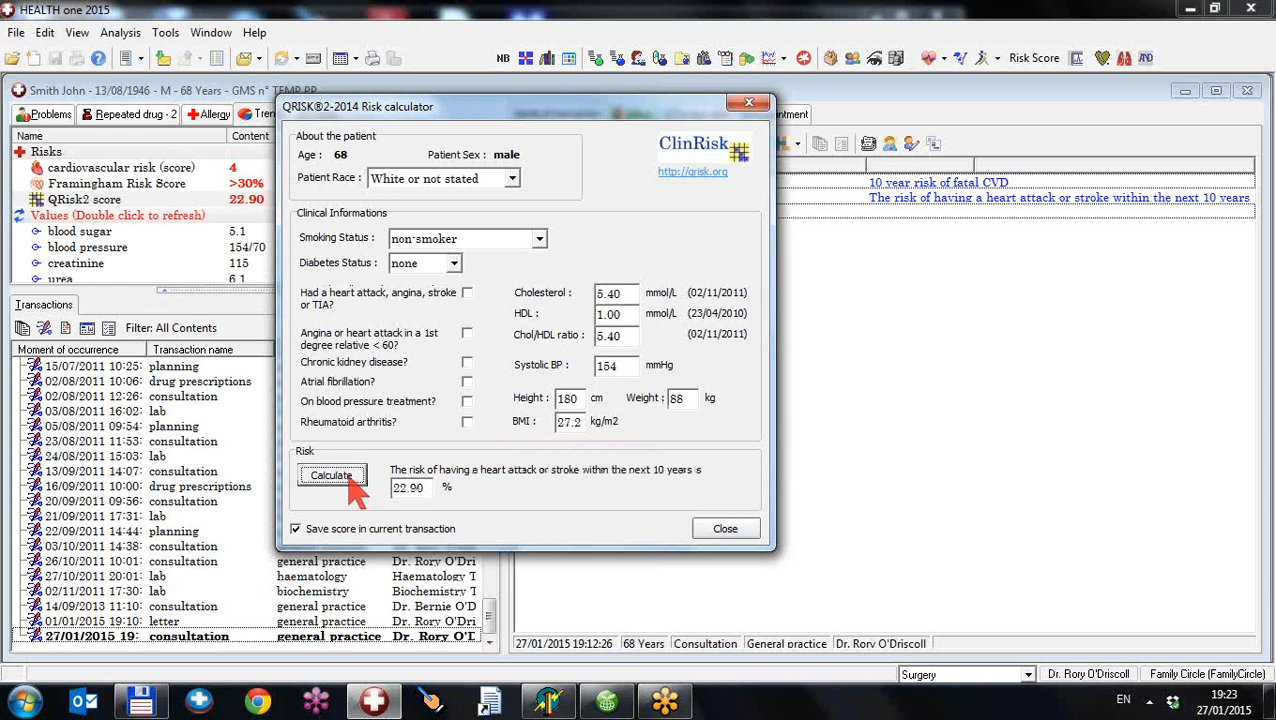 HEALTH one 2015
File Edit View Analysis Tools Window Help
NB Risk Score
Smith John - 13/08/1946 - M - 68 Years - GMS n° TEMP PP
Problems Repeated drug - 2 Allergy
Name Content
Risks
cardiovascular risk (score) 4
Framingham Risk Score >30%
QRisk2 score 22.90
Values (Double click to refresh)
blood sugar 5.1
blood pressure 154/70
creatinine 115
urea 6.1
Transactions
Filter: All Contents
Moment of occurrence Transaction name
15/07/2011 10:25: planning
02/08/2011 10:06: drug prescriptions
02/08/2011 11:38: consultation
03/08/2011 16:02: lab
23/08/2011 11:53: consultation
24/08/2011 15:38: lab
13/09/2011 14:27: consultation
16/09/2011 10:38: drug prescriptions
20/09/2011 09:56: consultation
21/09/2011 17:31: lab
22/09/2011 14:44: planning
03/10/2011 14:38: consultation
26/10/2011 10:01: consultation general practice Dr. Rory O'Dri
27/10/2011 20:01: lab haematology Haematology T
02/11/2011 17:30: lab biochemistry Biochemistry T
14/09/2013 11:10: consultation general practice Dr. Bernie O'D
01/01/2015 19:10: letter general practice Dr. Rory O'Dri
27/01/2015 19: consultation general practice Dr. Rory O'D
QRISK®2-2014 Risk calculator
About the patient
Age : 68 Patient Sex : male
Patient Race : White or not stated
ClinRisk
http://qrisk.org
Clinical Informations
Smoking Status : non-smoker
Diabetes Status : none
Had a heart attack, angina, stroke
or TIA?
Angina or heart attack in a 1st
degree relative < 60?
Chronic kidney disease?
Atrial fibrillation?
On blood pressure treatment?
Rheumatoid arthritis?
Cholesterol : 5.40 mmol/L (02/11/2011)
HDL : 1.00 mmol/L (23/04/2010)
Chol/HDL ratio : 5.40 (02/11/2011)
Systolic BP : 154 mmHg
Height : 180 cm Weight : 88 kg
BMI : 27.2 kg/m2
Risk
Calculate
The risk of having a heart attack or stroke within the next 10 years is
22.90 %
Save score in current transaction
Close
10 year risk of fatal CVD
The risk of having a heart attack or stroke within the next 10 years
27/01/2015 19:12:26 68 Years Consultation General practice Dr. Rory O'Driscoll
Surgery Dr. Rory O'Driscoll Family Circle (FamilyCircle)
EN 19:23
27/01/2015